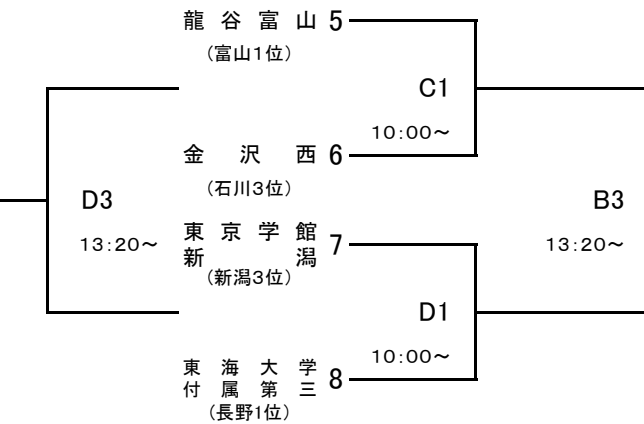 龍谷富山 5
(富山1位)
C1
10:00～
金沢西 6
(石川3位)
D3
13:20～
B3
13:20～
東京学館
新潟 7
(新潟3位)
D1
10:00～
東海大学
付属第三 8
(長野1位)